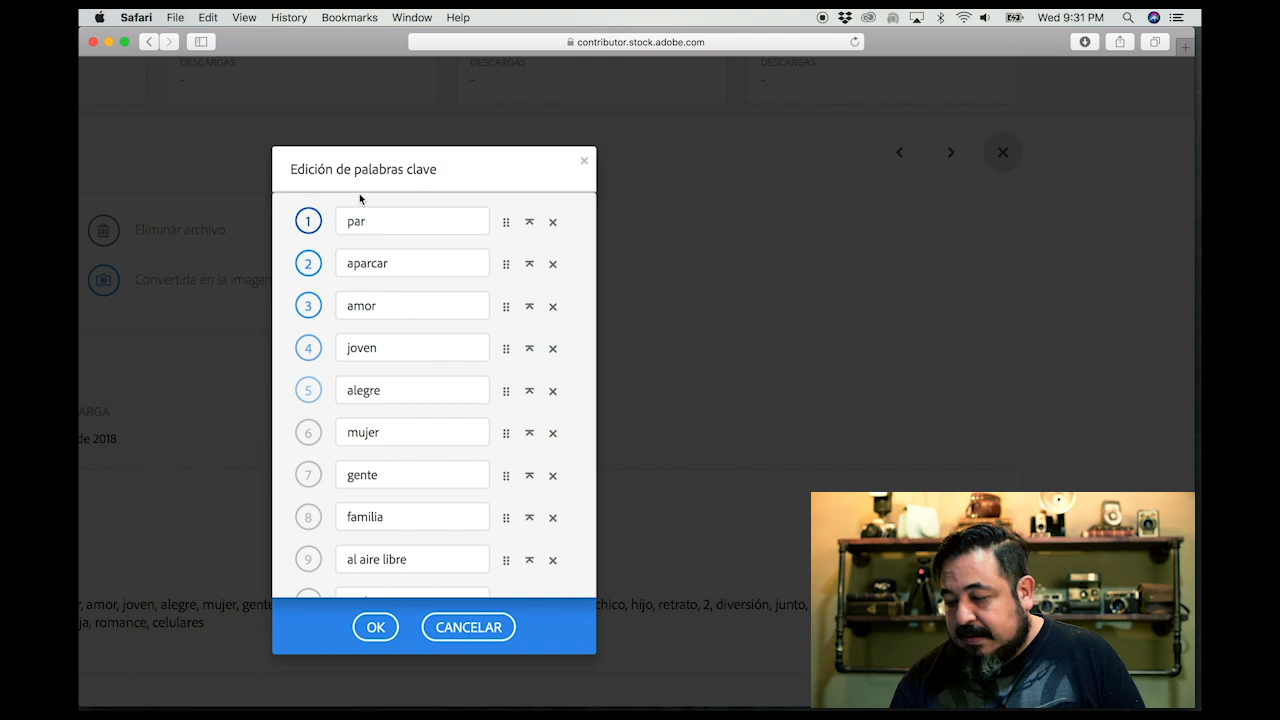 Safari File Edit View History Bookmarks Window Help Wed 9:31 PM
contributor.stock.adobe.com
DESCARGAS DESCARGAS DESCARGAS
- - -
Edición de palabras clave
1 par
Eliminar archivo
2 aparcar
Convertirla en la imagen
3 amor
4 joven
5 alegre
ARGA
6 mujer
de 2018
7 gente
8 familia
9 al aire libre
, amor, joven, alegre, mujer, gente chico, hijo, retrato, 2, diversión, junto,
ja, romance, celulares
OK CANCELAR